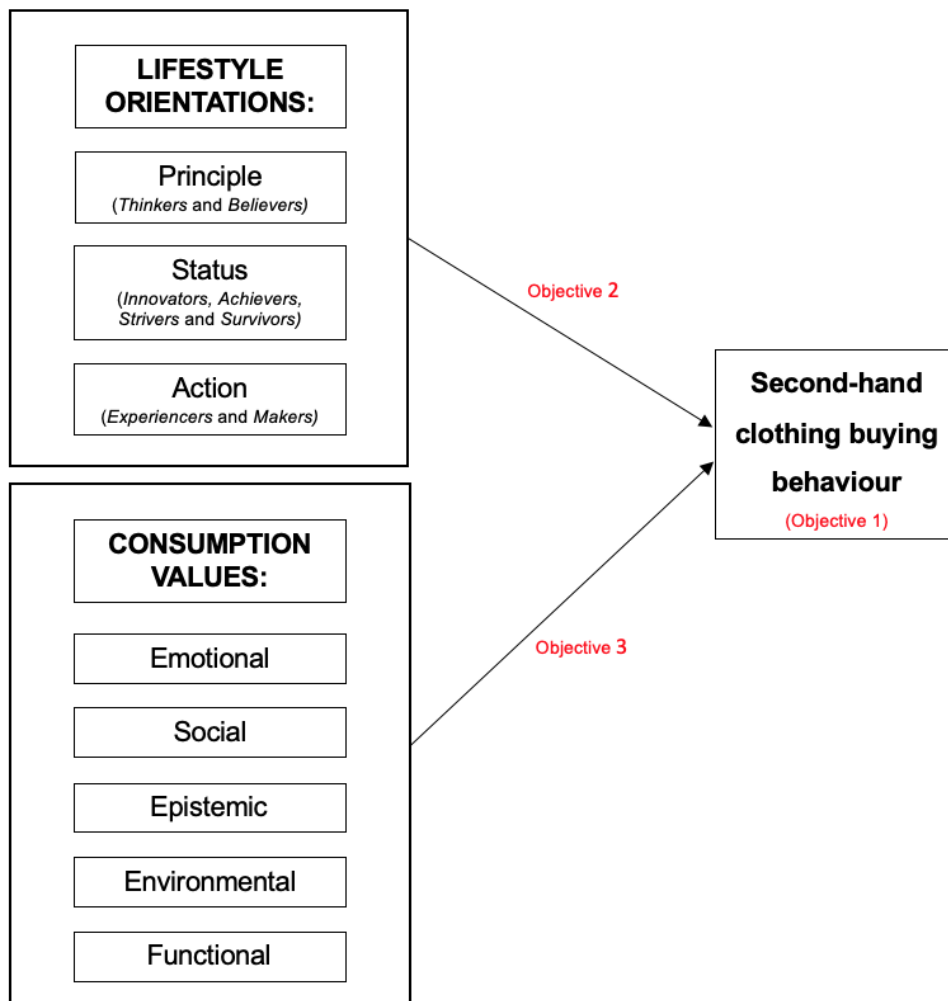 LIFESTYLE
ORIENTATIONS:
Principle
(Thinkers and Believers)
Status
(Innovators, Achievers,
Strivers and Survivors)
Action
(Experiencers and Makers)
Objective 2
Second-hand
clothing buying
behaviour
(Objective 1)
CONSUMPTION
VALUES:
Emotional
Objective 3
Social
Epistemic
Environmental
Functional